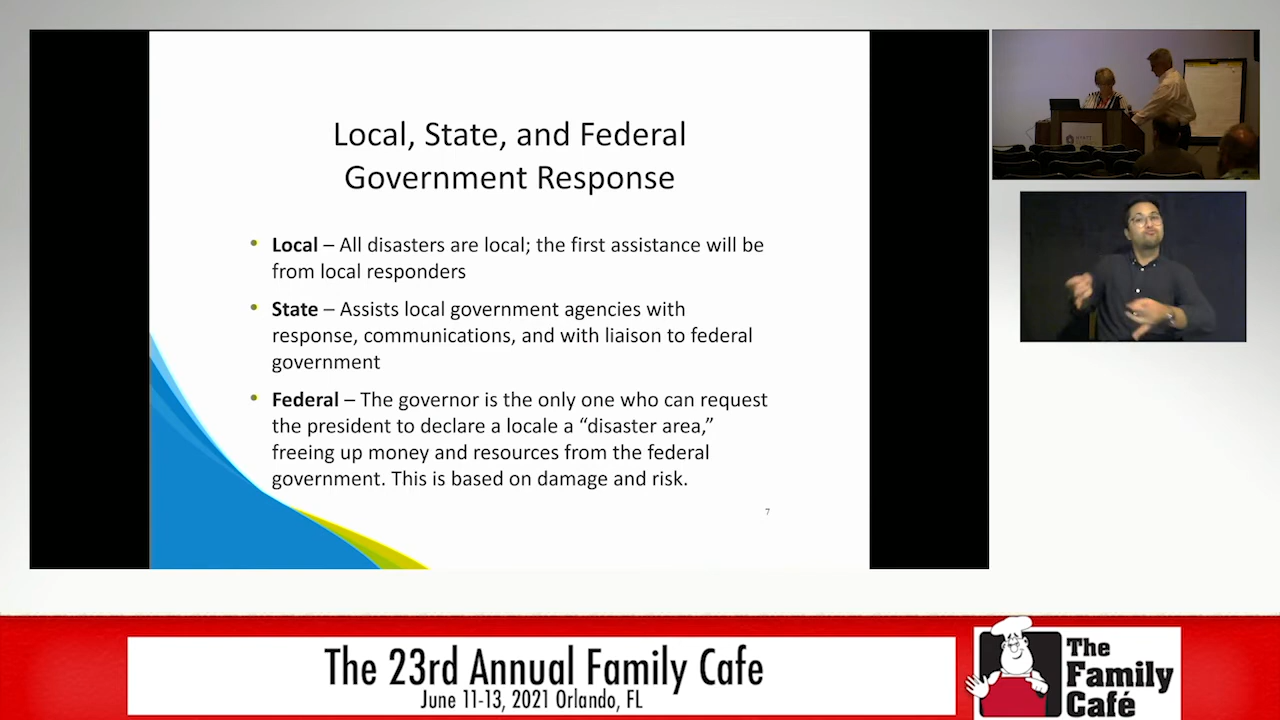 Local, State, and Federal
Government Response
• Local – All disasters are local; the first assistance will be
from local responders
• State – Assists local government agencies with
response, communications, and with liaison to federal
government
• Federal – The governor is the only one who can request
the president to declare a locale a “disaster area,”
freeing up money and resources from the federal
government. This is based on damage and risk.
7
The 23rd Annual Family Cafe
June 11-13, 2021 Orlando, FL
The
Family
Café